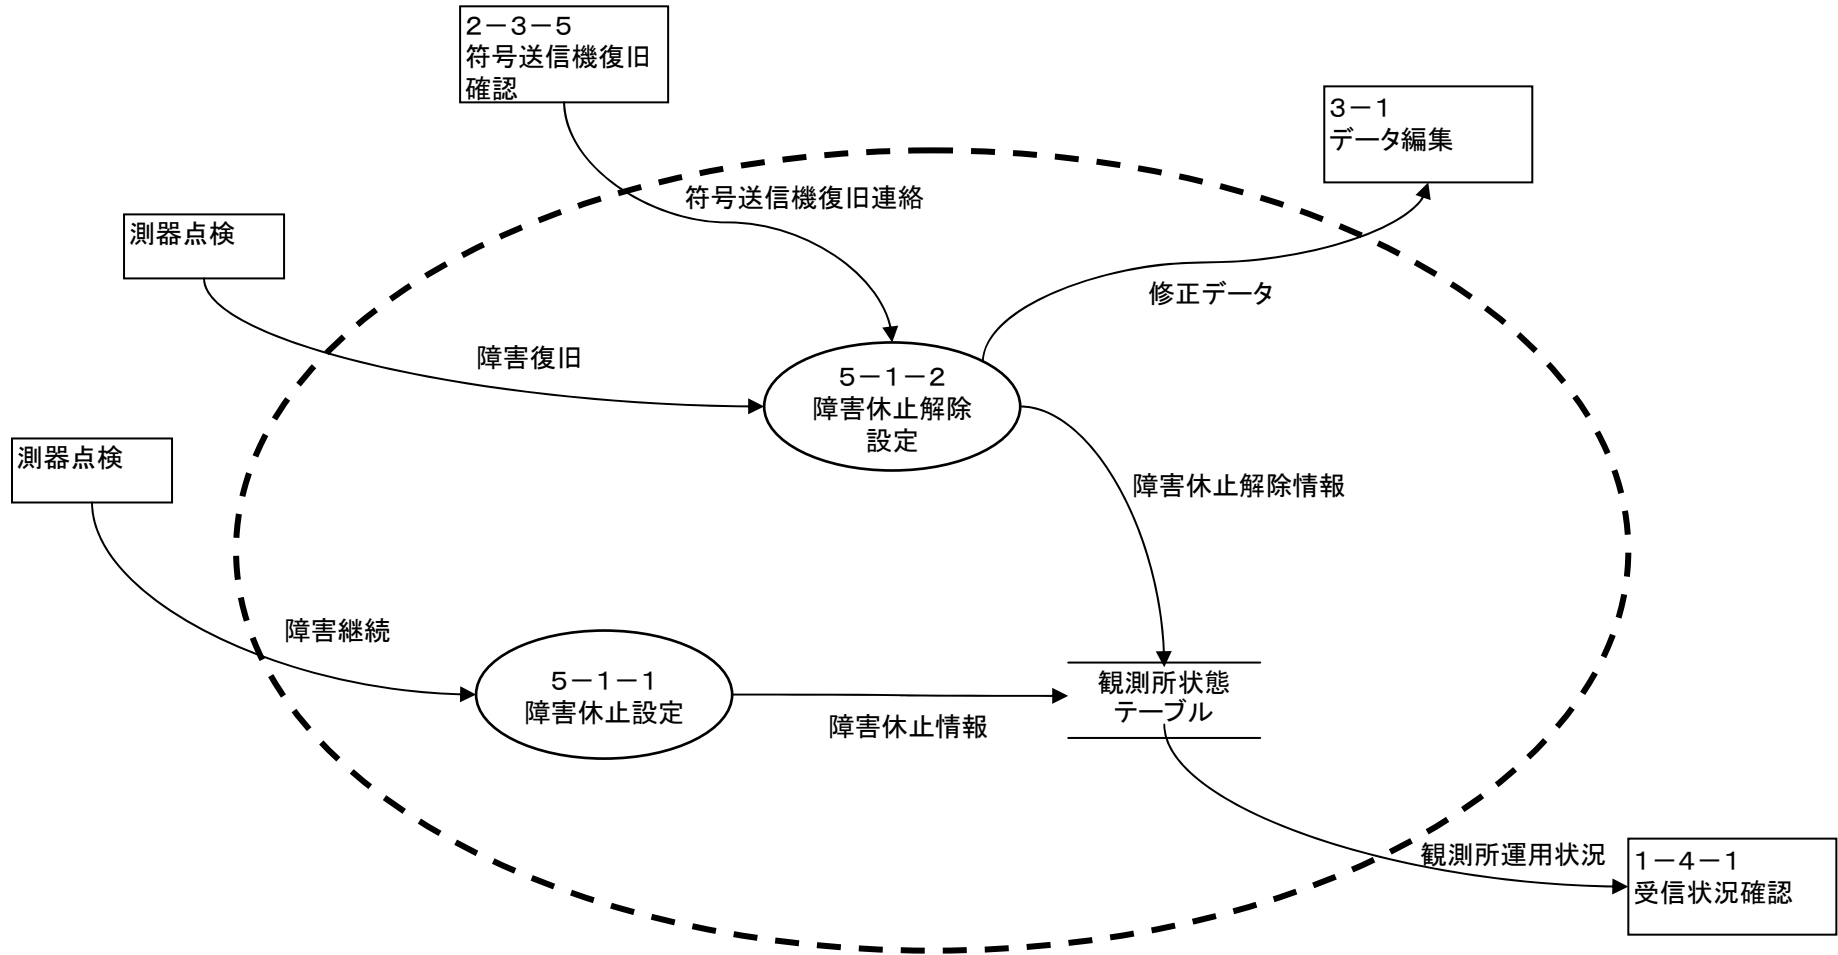 2－3－5
符号送信機復旧
確認
3－1
データ編集
符号送信機復旧連絡
測器点検
修正データ
障害復旧
5－1－2
障害休止解除
設定
測器点検
障害休止解除情報
障害継続
5－1－1
障害休止設定
障害休止情報
観測所状態
テーブル
観測所運用状況
1－4－1
受信状況確認